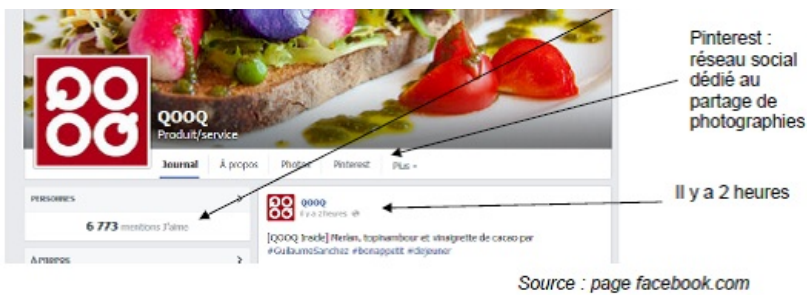 QOOQ
QOOQ
Produit/service
Journal À propos Photos Pinterest Plus
PERSONNES
6 773 mentions J'aime
À PROPOS
QOOQ
QOOQ
Il y a 2 heures
[QOOQ Inside] Merlan, topinambour et vinaigrette de cacao par
#GuillaumeSanchez #bonappetit #dejeuner
Pinterest :
réseau social
dédié au
partage de
photographies
Il y a 2 heures
Source : page facebook.com